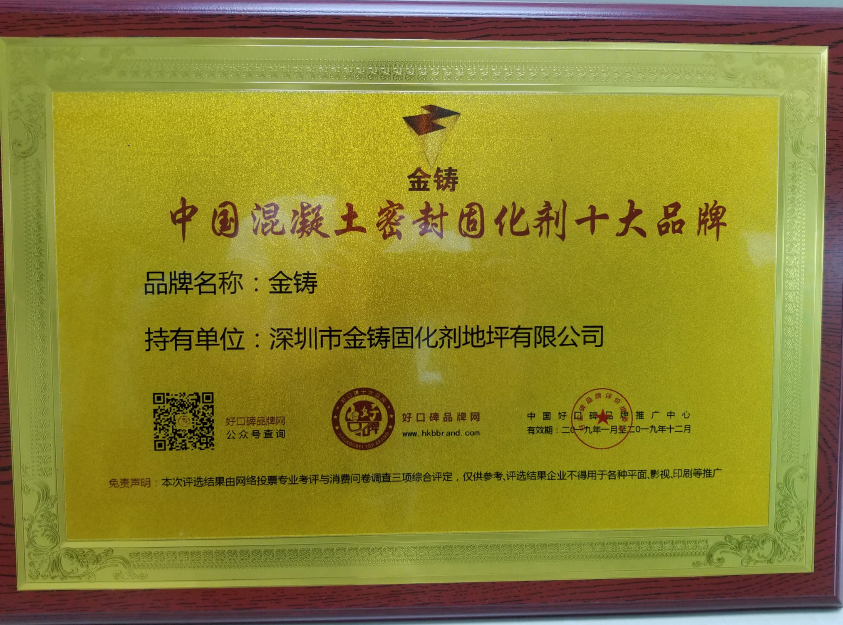 金铸
中国混凝土密封固化剂十大品牌
品牌名称：金铸
持有单位：深圳市金铸固化剂地坪有限公司
好口碑品牌网
公众号查询
好口碑品牌网
www.hkbbrand.com
中国好口碑品牌推广中心
有效期：二0一九年一月至二0一九年十二月
免责声明：本次评选结果由网络投票专业考评与消费问卷调查三项综合评定，仅供参考,评选结果企业不得用于各种平面,影视,印刷等推广